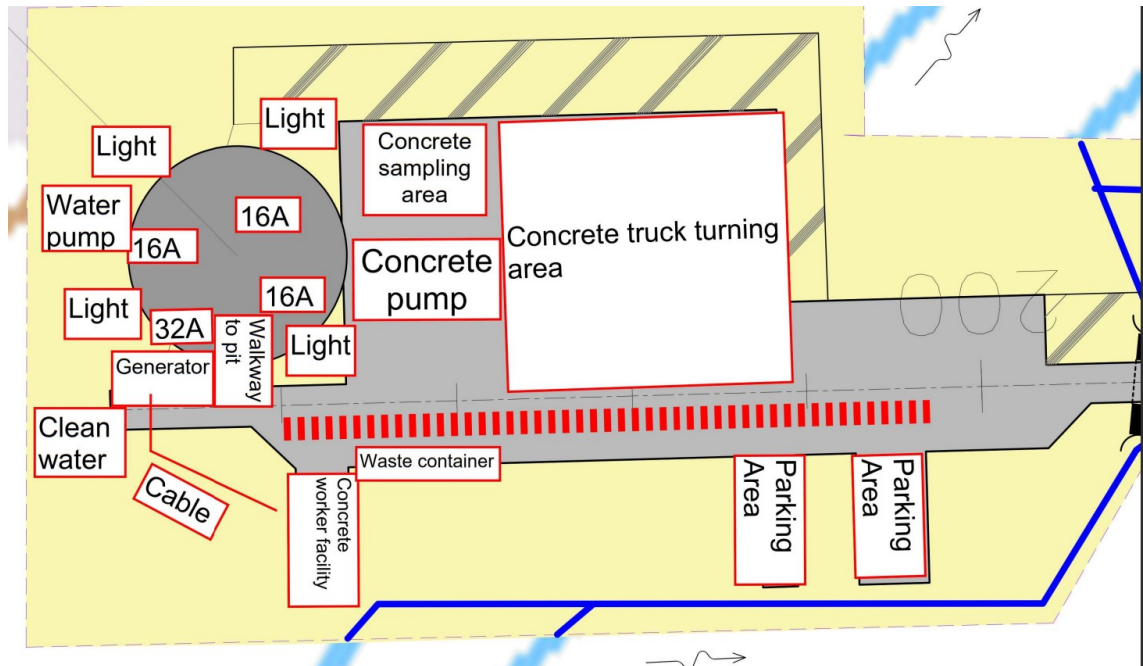 Light
Light
Concrete
sampling
area
Water
pump
16A
16A
Concrete truck turning
area
Concrete
pump
16A
Light
32A
Walkway
to pit
Light
Generator
200
Clean
water
Cable
Waste container
Concrete
worker facility
Parking
Area
Parking
Area